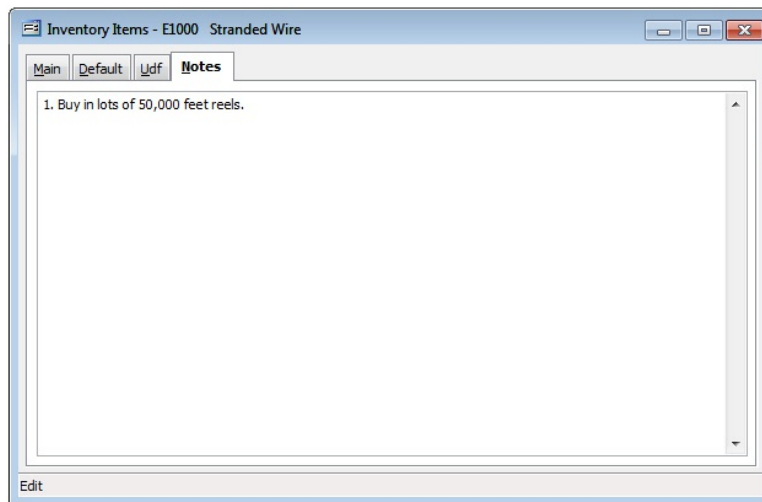 Inventory Items - E1000   Stranded Wire
Main Default Udf Notes
1. Buy in lots of 50,000 feet reels.
Edit